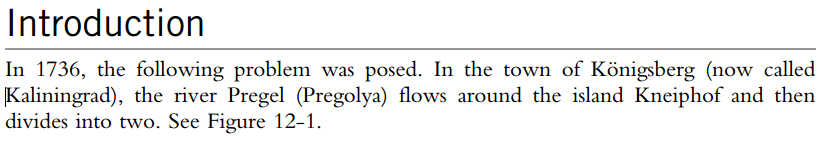 Introduction
In 1736, the following problem was posed. In the town of Königsberg (now called
Kaliningrad), the river Pregel (Pregolya) flows around the island Kneiphof and then
divides into two. See Figure 12-1.